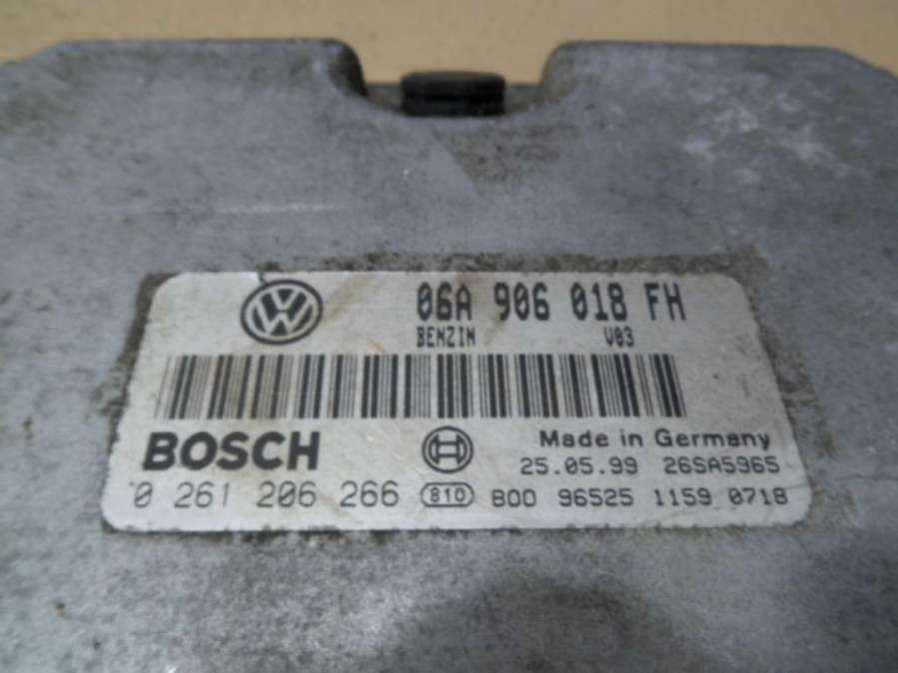 06A 906 018 FH
BENZIN V03
BOSCH
Made in Germany
25.05.99 26SA5965
0 261 206 266 810 B00 96525 1159 0718